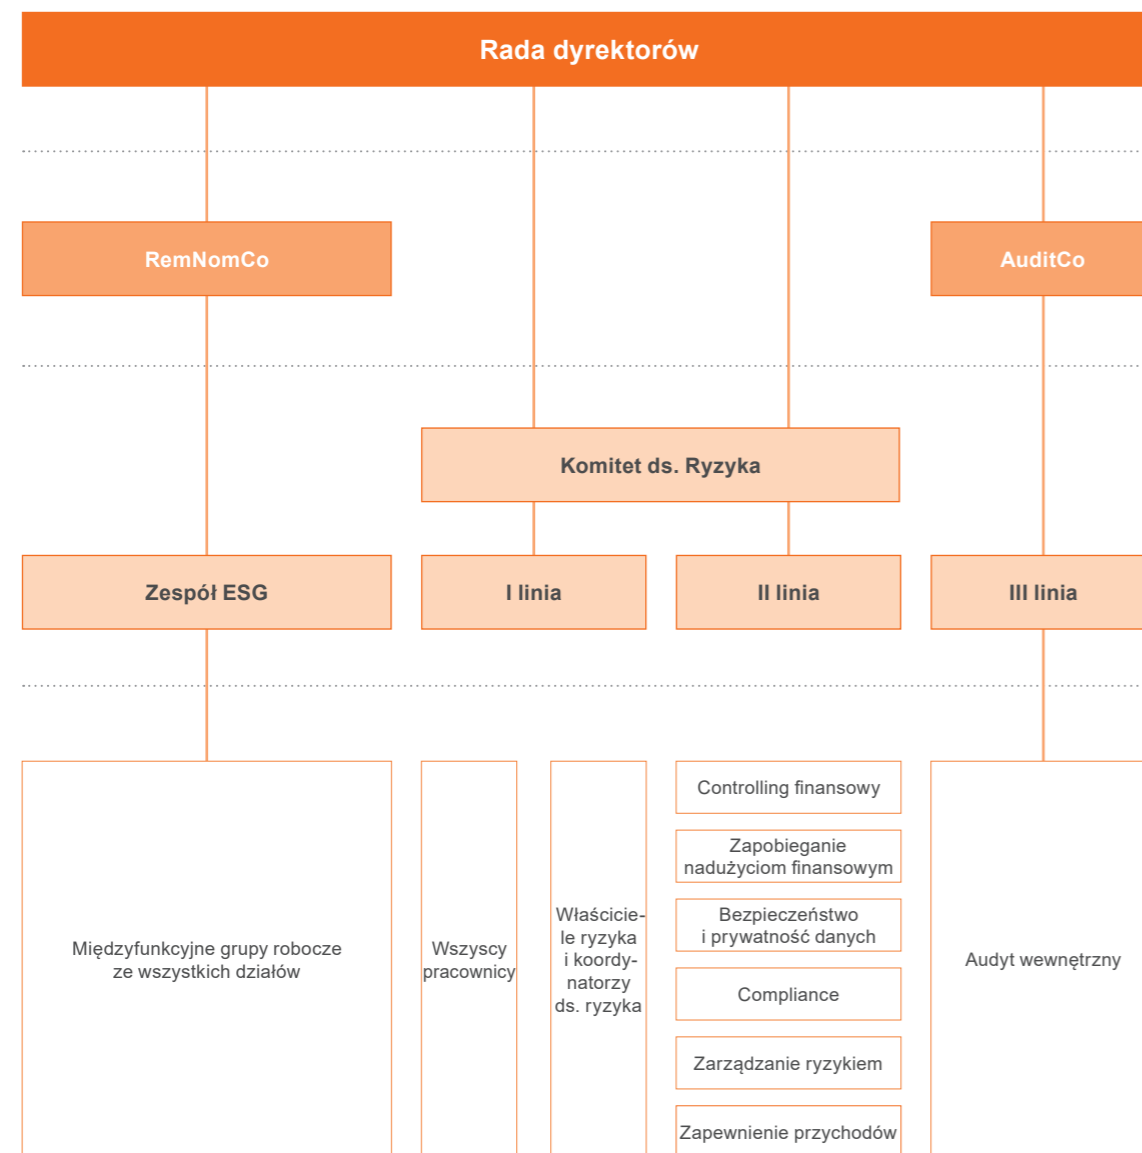 Rada dyrektorów
RemNomCo
AuditCo
Komitet ds. Ryzyka
Zespół ESG
I linia
II linia
III linia
Międzyfunkcyjne grupy robocze
ze wszystkich działów
Wszyscy
pracownicy
Właścicie-
le ryzyka
i koordy-
natorzy
ds. ryzyka
Controlling finansowy
Zapobieganie
nadużyciom finansowym
Bezpieczeństwo
i prywatność danych
Compliance
Zarządzanie ryzykiem
Zapewnienie przychodów
Audyt wewnętrzny